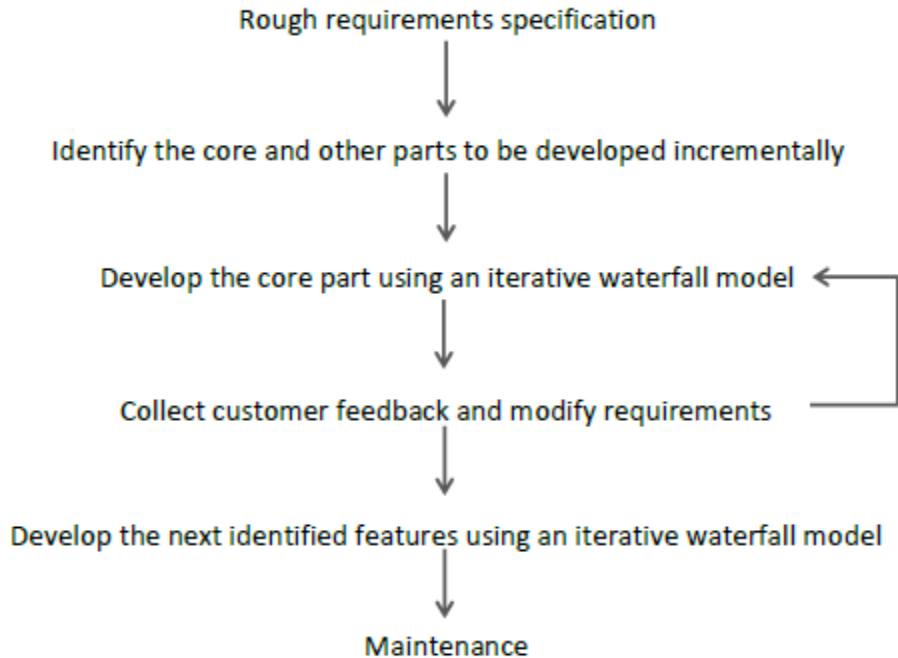 Rough requirements specification
Identify the core and other parts to be developed incrementally
Develop the core part using an iterative waterfall model
Collect customer feedback and modify requirements
Develop the next identified features using an iterative waterfall model
Maintenance